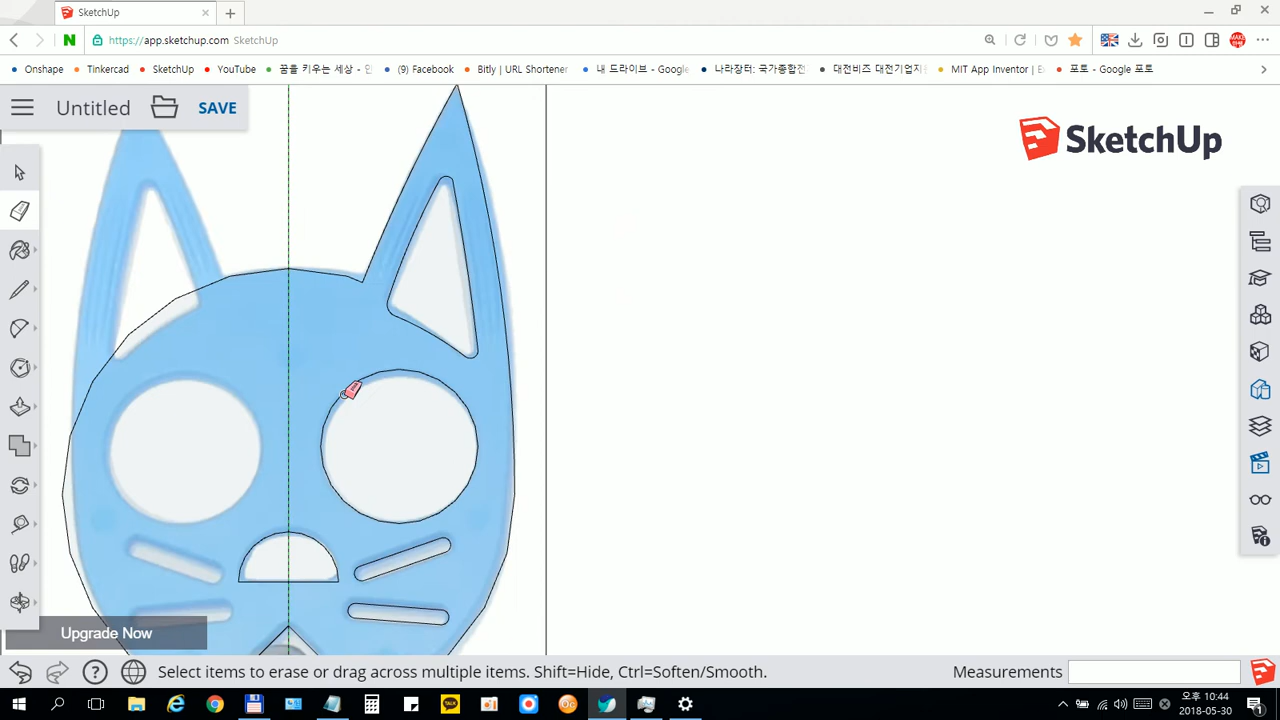 SketchUp
https://app.sketchup.com SketchUp
Onshape Tinkercad SketchUp YouTube 꿈을 키우는 세상 - 민 (9) Facebook Bitly | URL Shortener 내 드라이브 - Google 나라장터: 국가종합전 대전비즈 대전기업지 MIT App Inventor | E 포토 - Google 포토
Untitled SAVE
SketchUp
Upgrade Now
Select items to erase or drag across multiple items. Shift=Hide, Ctrl=Soften/Smooth. Measurements
TALK
오후 10:44
2018-05-30
1